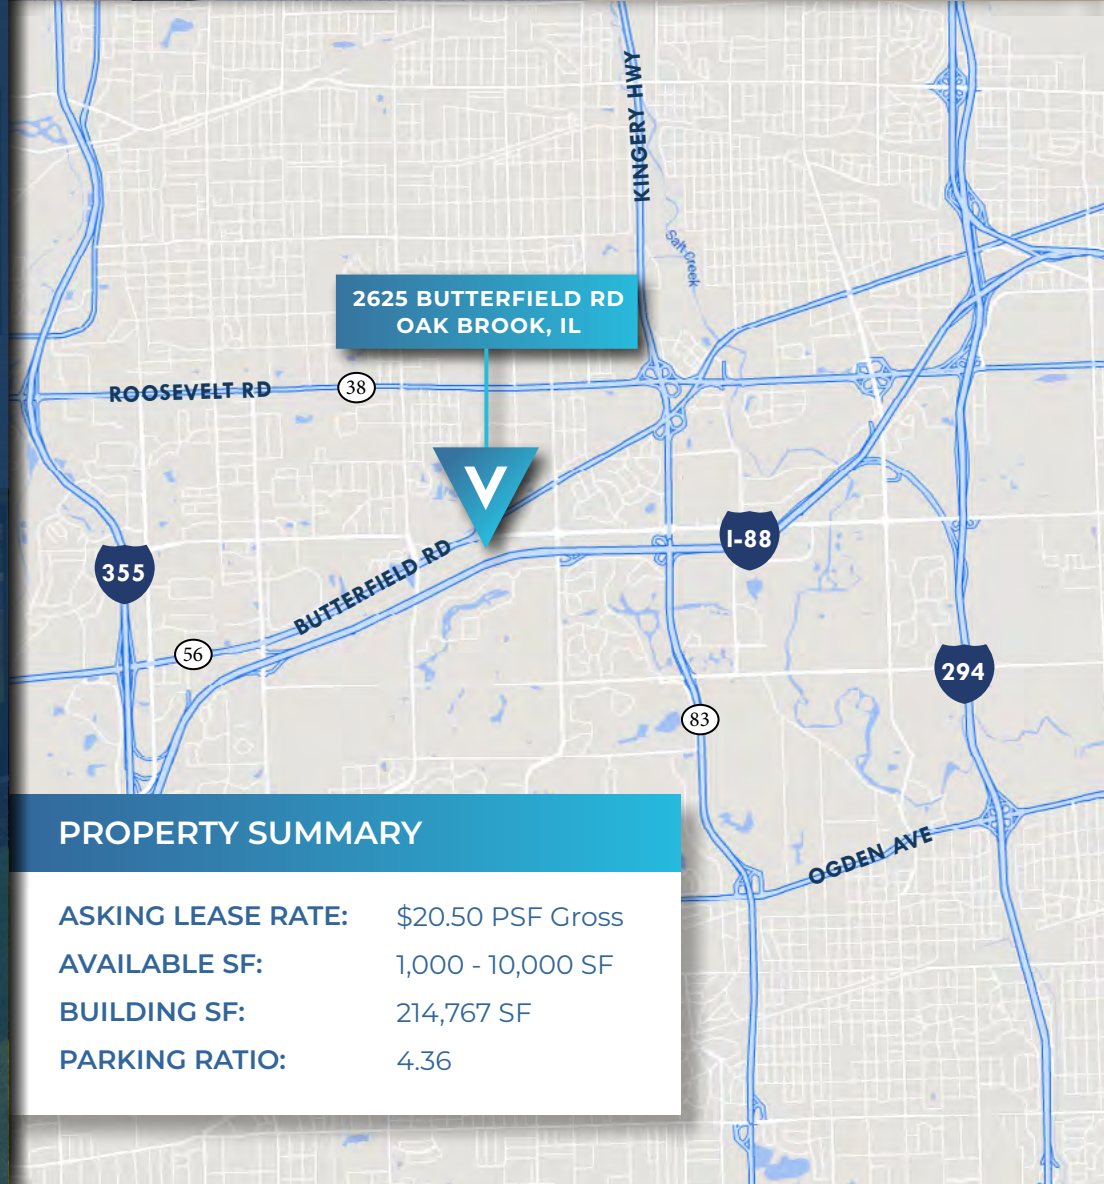 KINGERY HWY
Salt Creek
2625 BUTTERFIELD RD
OAK BROOK, IL
ROOSEVELT RD
38
V
I-88
355
BUTTERFIELD RD
56
294
83
PROPERTY SUMMARY
OGDEN AVE
ASKING LEASE RATE: $20.50 PSF Gross
AVAILABLE SF: 1,000 - 10,000 SF
BUILDING SF: 214,767 SF
PARKING RATIO: 4.36